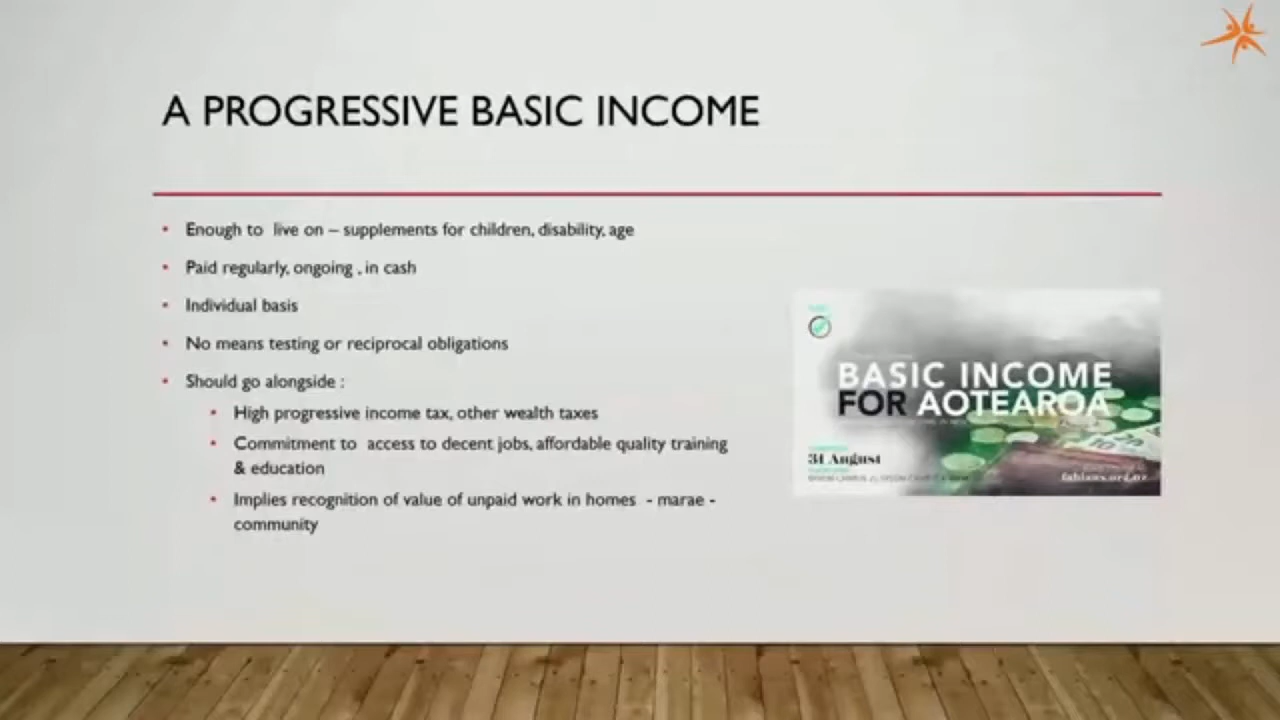 A PROGRESSIVE BASIC INCOME
Enough to live on – supplements for children, disability, age
Paid regularly, ongoing , in cash
Individual basis
No means testing or reciprocal obligations
Should go alongside :
High progressive income tax, other wealth taxes
Commitment to access to decent jobs, affordable quality training
& education
Implies recognition of value of unpaid work in homes - marae -
community
BASIC INCOME
FOR AOTEAROA
31 August
fabians.org.nz